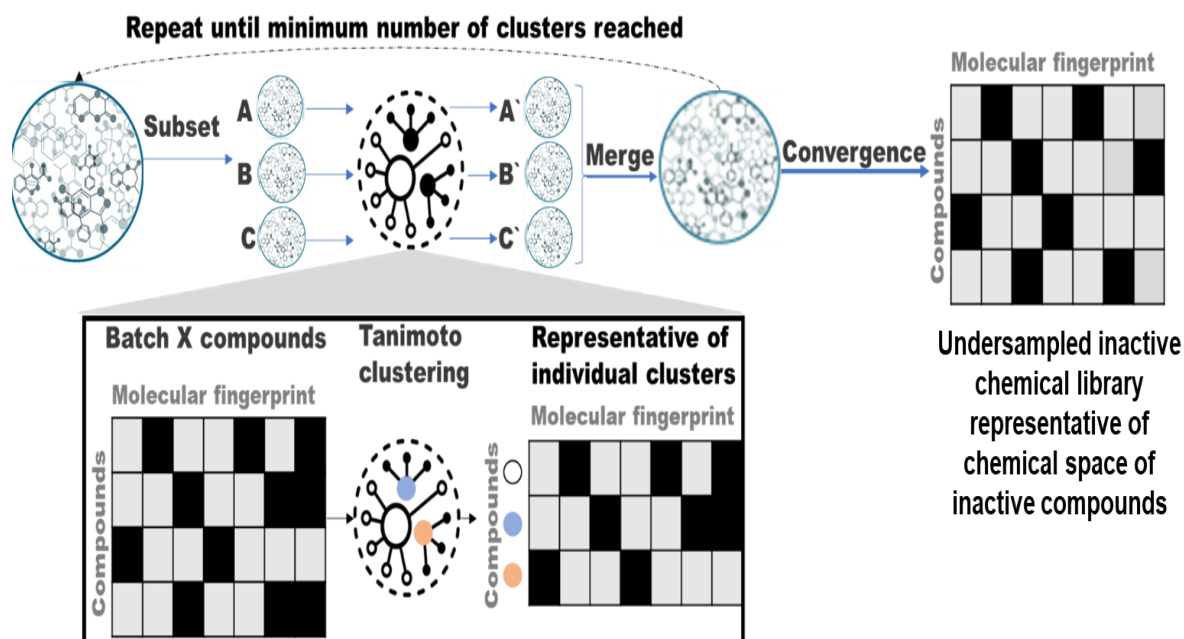 Repeat until minimum number of clusters reached
Subset
A
B
C
A`
B`
C`
Merge
Convergence
Molecular fingerprint
Compounds
Undersampled inactive
chemical library
representative of
chemical space of
inactive compounds
Batch X compounds
Molecular fingerprint
Compounds
Tanimoto
clustering
Representative of
individual clusters
Molecular fingerprint
Compounds